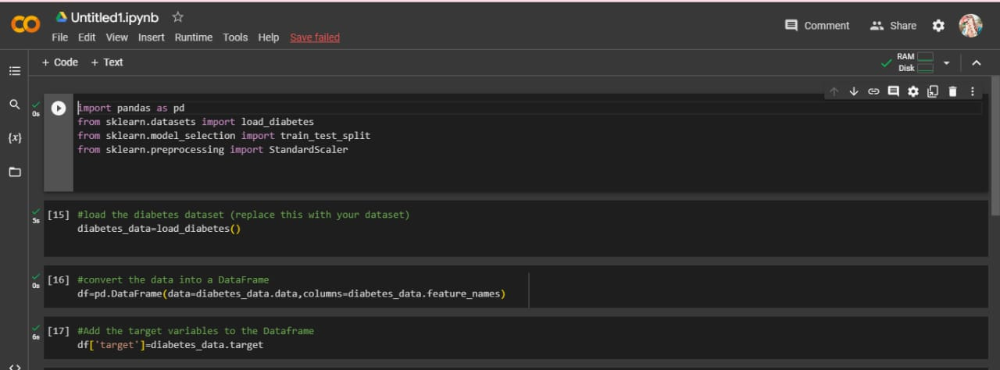 Untitled1.ipynb
File Edit View Insert Runtime Tools Help Save failed
Comment Share
+ Code + Text
RAM
Disk
0s
import pandas as pd
from sklearn.datasets import load_diabetes
from sklearn.model_selection import train_test_split
from sklearn.preprocessing import StandardScaler
{x}
5s
[15] #load the diabetes dataset (replace this with your dataset)
diabetes_data=load_diabetes()
0s
[16] #convert the data into a DataFrame
df=pd.DataFrame(data=diabetes_data.data,columns=diabetes_data.feature_names)
6s
[17] #Add the target variables to the Dataframe
df['target']=diabetes_data.target